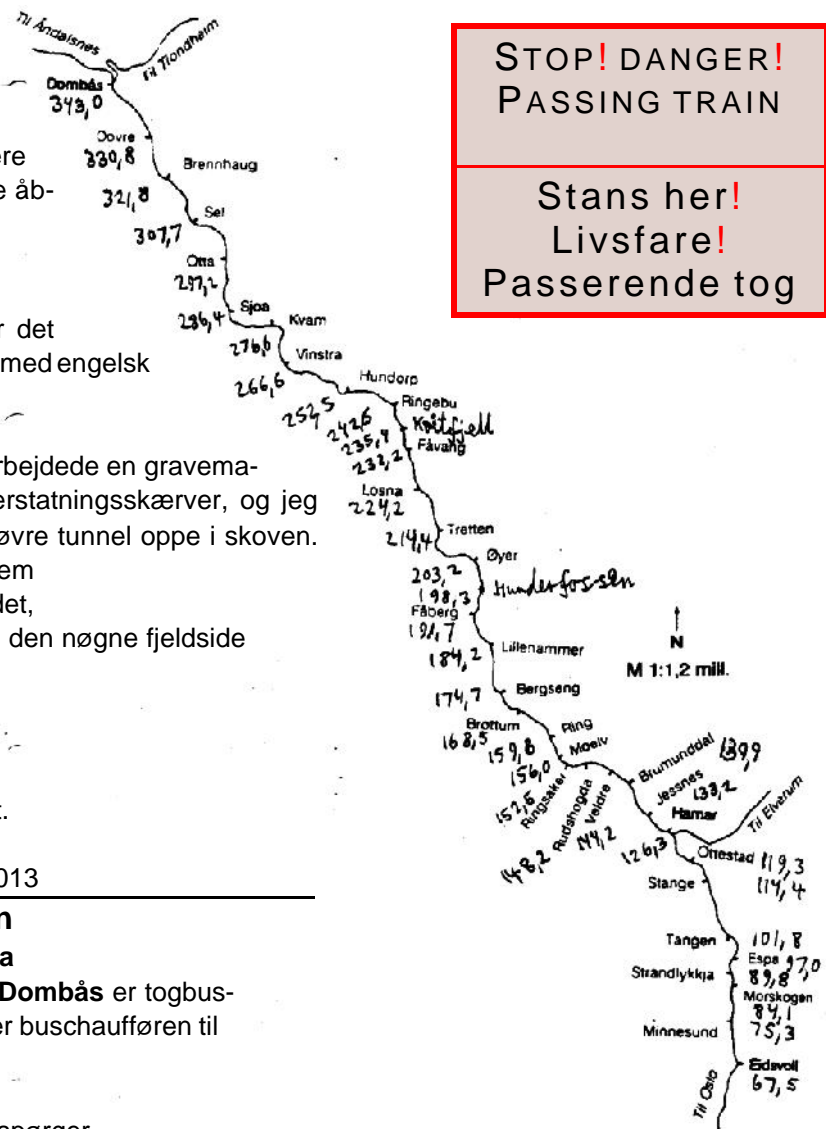 STOP! DANGER!
PASSING TRAIN
Stans her!
Livsfare!
Passerende tog
Til Åndalsnes
Til Trondheim
Dombås
343,0
Dovre
330,8
Brennhaug
321,8
Sel
307,7
Otta
297,2
Sjoa
286,4
Kvam
276,6
Vinstra
266,6
Hundorp
252,5
Ringebu
242,6
Kvitfjell
235,9
Fåvang
232,2
Losna
224,2
Tretten
214,4
Øyer
203,2
Hunderfossen
198,3
Fåberg
191,7
Lillehammer
184,2
Bergseng
174,7
Brøttum
168,5
Ring
159,8
Moelv
156,0
Ringsaker
152,6
Rudshøgda
148,2
Veldre
144,2
Brumunddal
139,9
Jessnes
133,2
Hamar
126,3
Til Elverum
Ottestad 119,3
Stange
114,4
Tangen 101,8
Espa 97,0
Strandlykkja
89,8
Morskogen
84,1
Minnesund
75,3
Eidsvoll
67,5
Til Oslo
N
M 1:1,2 mill.
ere
e åb-
r det
med engelsk
rbejdede en gravema-
erstatningsskærver, og jeg
øvre tunnel oppe i skoven.
em
det,
den nøgne fjeldside
t.
013
n
a
Dombås er togbus-
er buschaufføren til